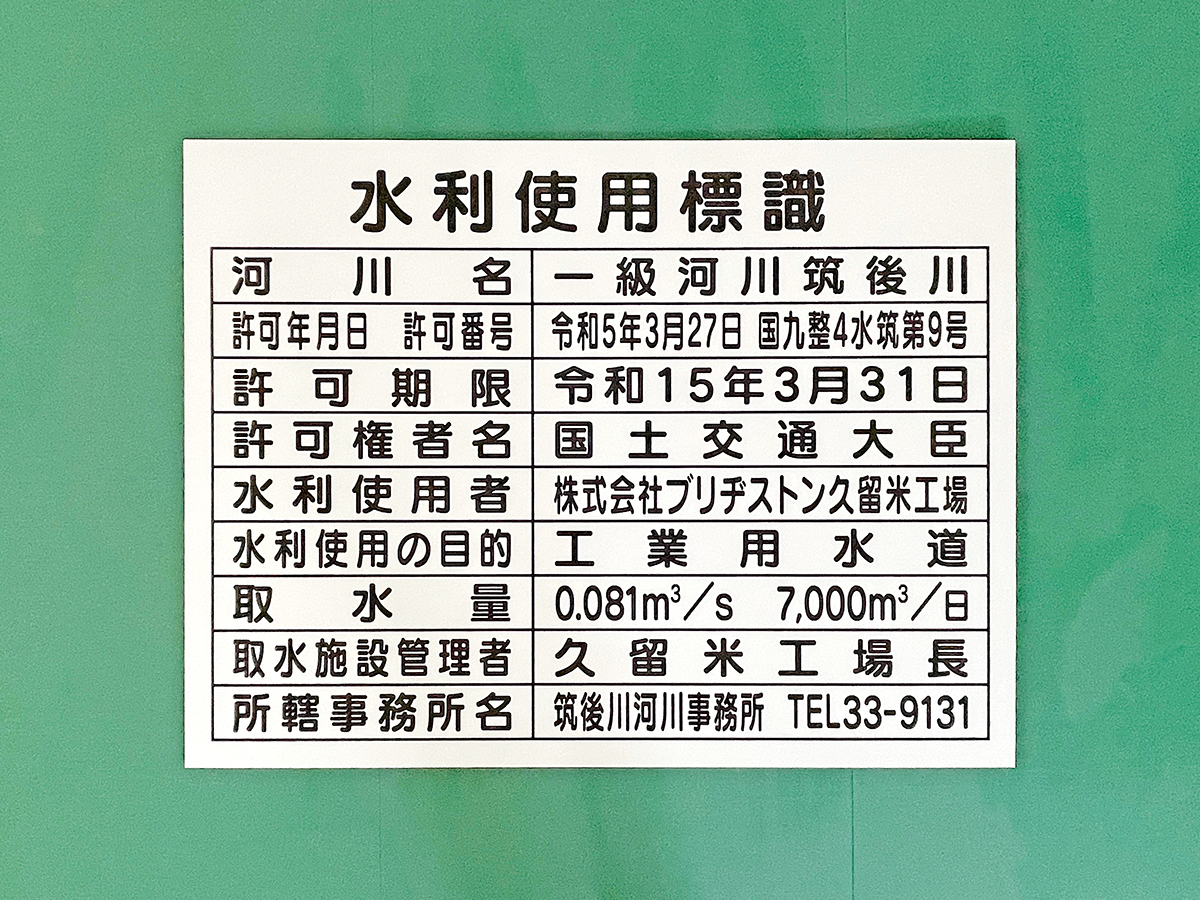 水利使用標識
河川名 一級河川筑後川
許可年月日 許可番号 令和5年3月27日 国九整4水筑第9号
許可期限 令和15年3月31日
許可権者名 国土交通大臣
水利使用者 株式会社ブリヂストン久留米工場
水利使用の目的 工業用水道
取水量 0.081m³／s 7,000m³／日
取水施設管理者 久留米工場長
所轄事務所名 筑後川河川事務所 TEL33-9131